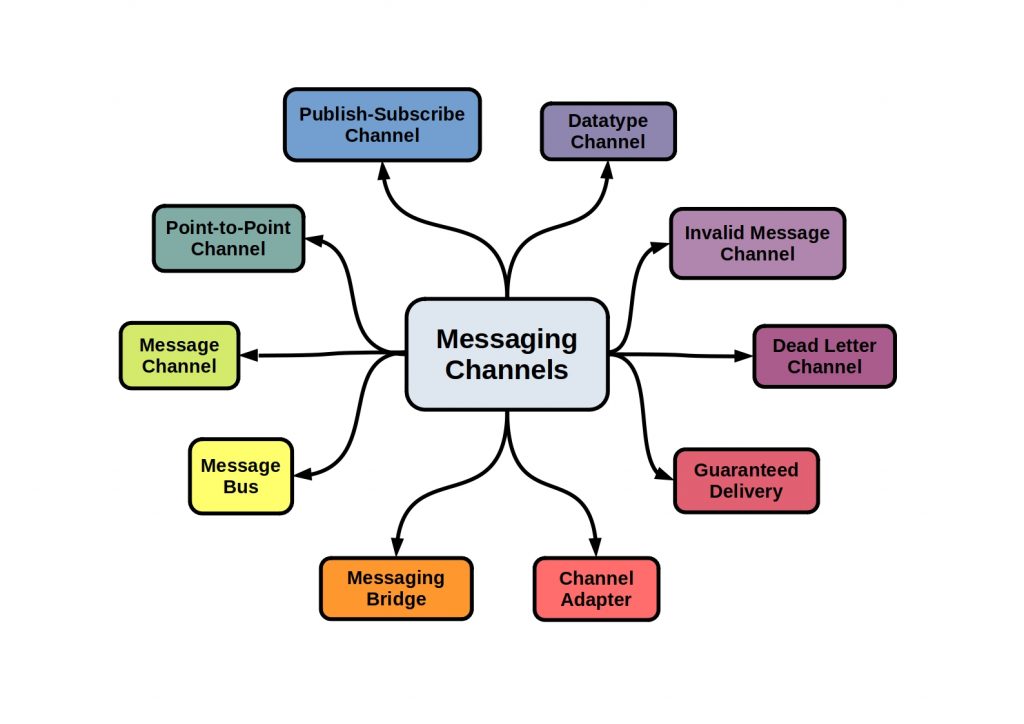 Publish-Subscribe
Channel
Datatype
Channel
Point-to-Point
Channel
Invalid Message
Channel
Messaging
Channels
Message
Channel
Dead Letter
Channel
Message
Bus
Guaranteed
Delivery
Messaging
Bridge
Channel
Adapter